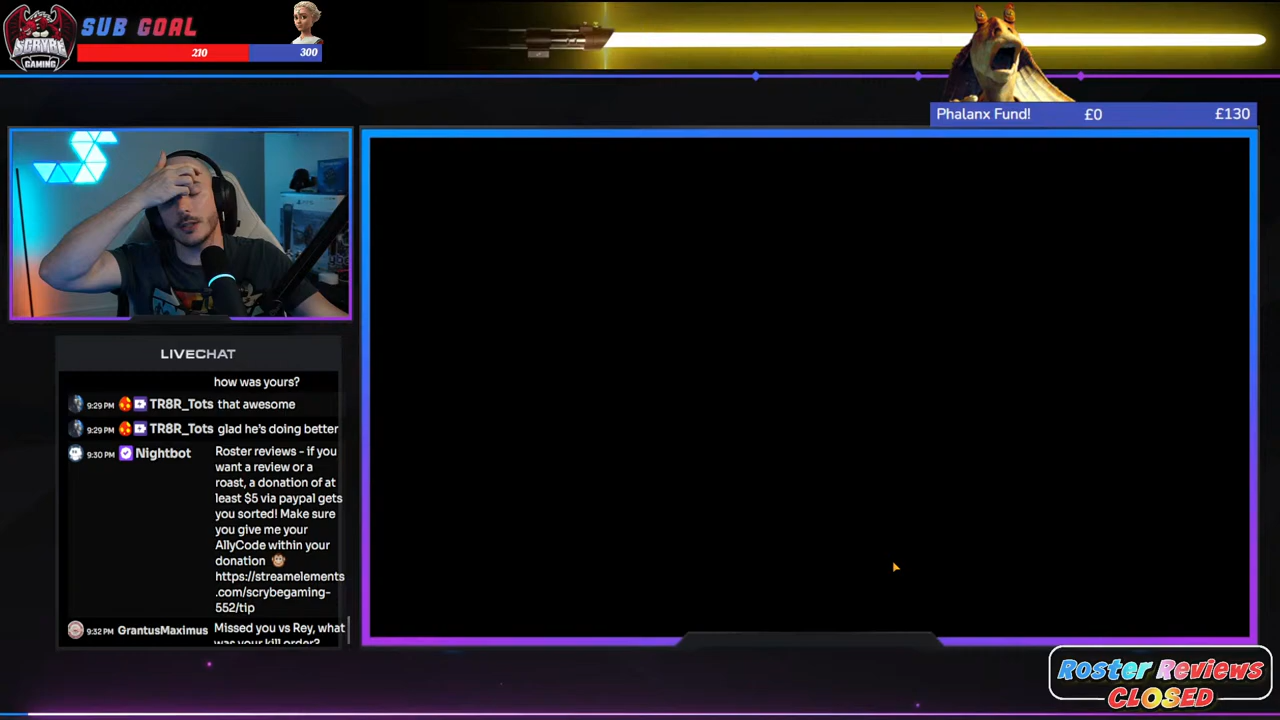 SUB GOAL
210
300
SCRYBE
GAMING
Phalanx Fund!
£0
£130
LIVECHAT
how was yours?
9:29 PM TR8R_Tots that awesome
9:29 PM TR8R_Tots glad he's doing better
9:30 PM Nightbot Roster reviews - if you
want a review or a
roast, a donation of at
least $5 via paypal gets
you sorted! Make sure
you give me your
AllyCode within your
donation 🐵
https://streamelements
.com/scrybegaming-
552/tip
9:32 PM GrantusMaximus Missed you vs Rey, what
was your kill order?
Roster Reviews
CLOSED